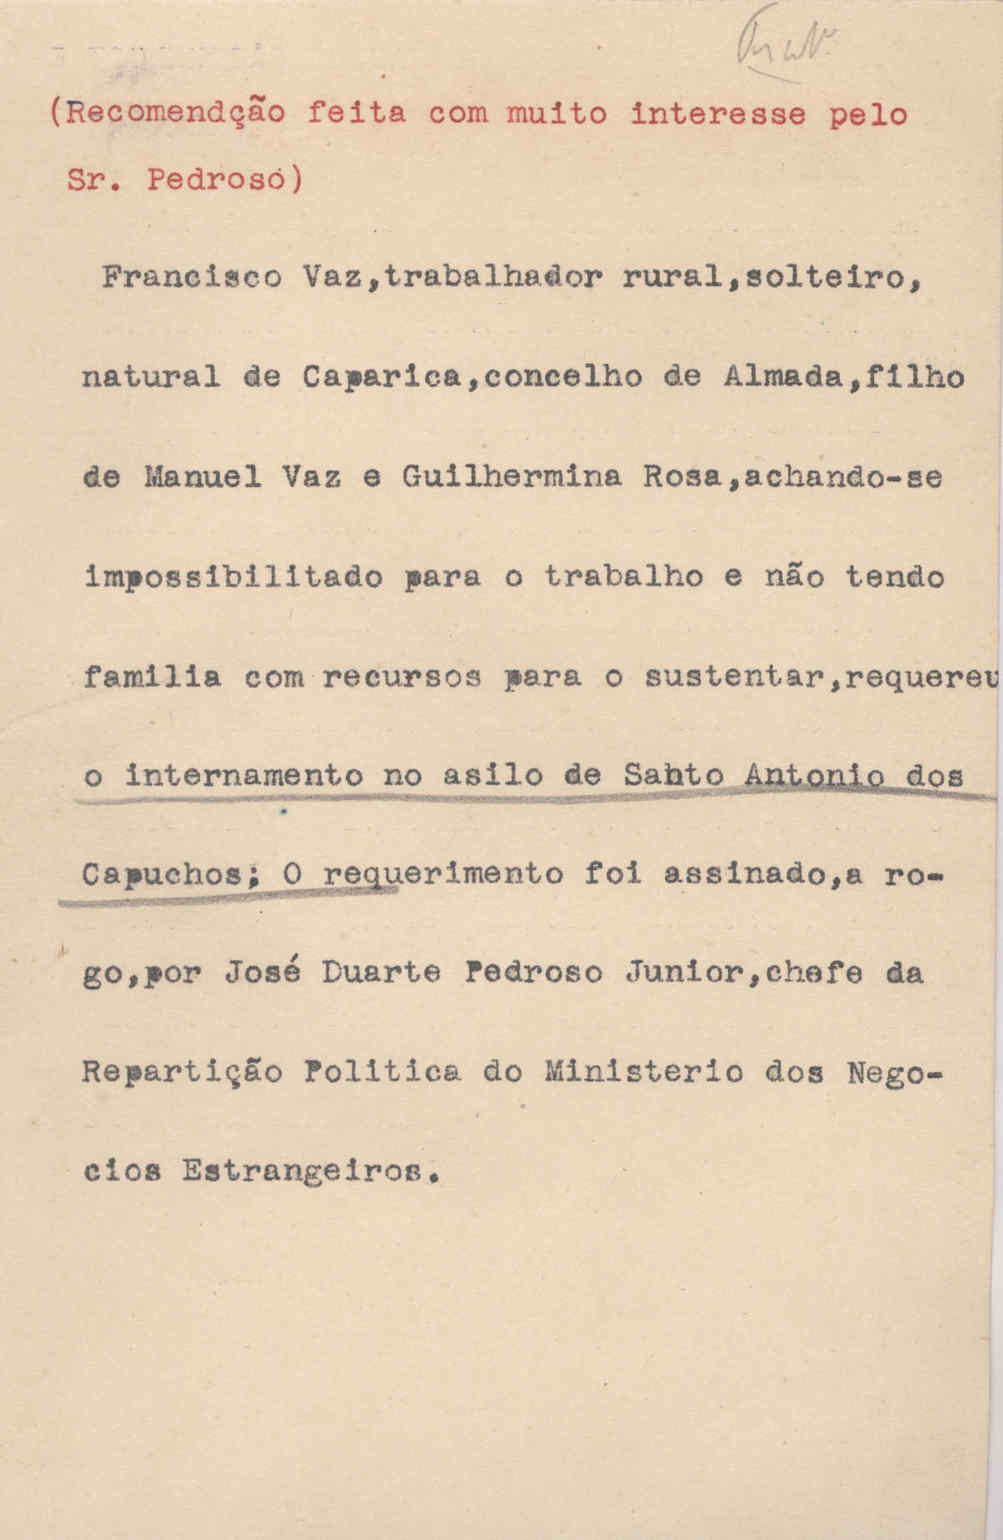 (Recomendção feita com muito interesse pelo
Sr. Pedroso)
Francisco Vaz,trabalhador rural,solteiro,
natural de Caparica,concelho de Almada,filho
de Manuel Vaz e Guilhermina Rosa,achando-se
impossibilitado para o trabalho e não tendo
familia com recursos para o sustentar,requereu
o internamento no asilo de Sahto Antonio dos
Capuchos; O requerimento foi assinado,a ro-
go,por José Duarte Pedroso Junior,chefe da
Repartição Politica do Ministerio dos Nego-
cios Estrangeiros.